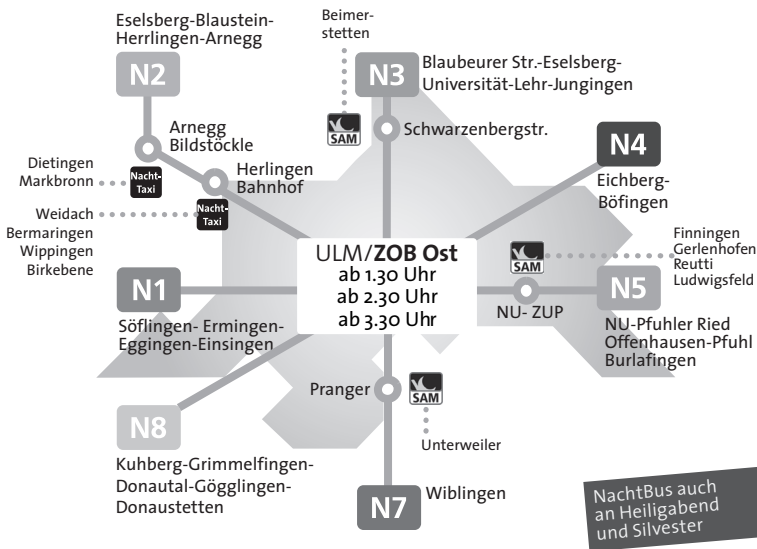 Eselsberg-Blaustein-
Herrlingen-Arnegg
N2
Beimer-
stetten
N3
Blaubeurer Str.-Eselsberg-
Universität-Lehr-Jungingen
SAM
Schwarzenbergstr.
Arnegg
Bildstöckle
N4
Eichberg-
Böfingen
Dietingen
Markbronn
Nacht-
Taxi
Herlingen
Bahnhof
Weidach
Bermaringen
Wippingen
Birkebene
Nacht-
Taxi
ULM/ZOB Ost
ab 1.30 Uhr
ab 2.30 Uhr
ab 3.30 Uhr
SAM
Finningen
Gerlenhofen
Reutti
Ludwigsfeld
N1
Söflingen- Ermingen-
Eggingen-Einsingen
NU- ZUP
N5
NU-Pfuhler Ried
Offenhausen-Pfuhl
Burlafingen
Pranger
SAM
Unterweiler
N8
Kuhberg-Grimmelfingen-
Donautal-Gögglingen-
Donaustetten
N7
Wiblingen
NachtBus auch
an Heiligabend
und Silvester